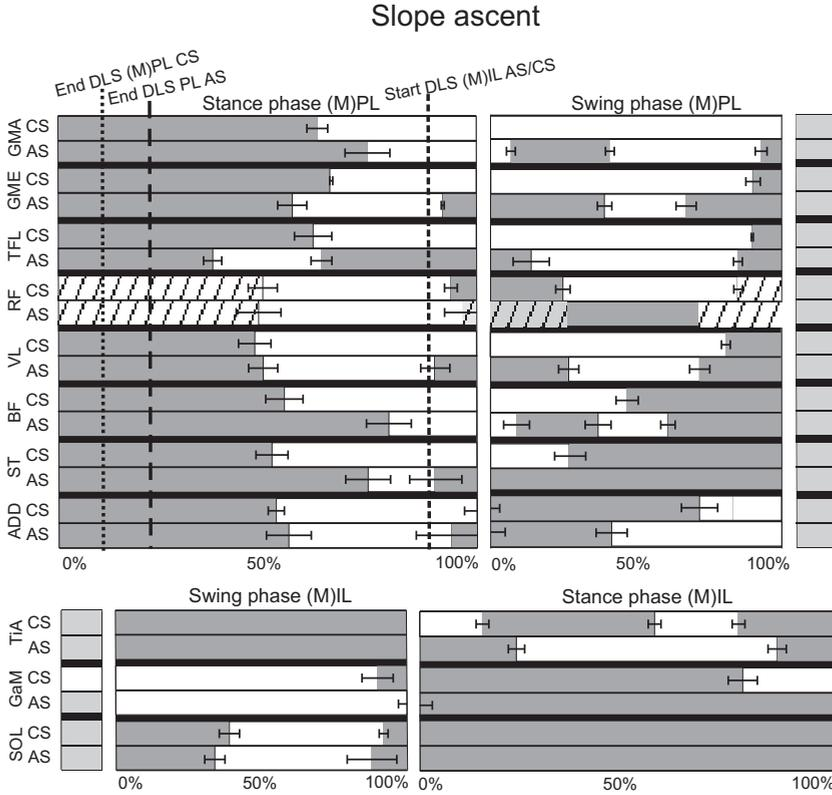 Slope ascent
End DLS (M)PL CS
End DLS PL AS
Start DLS (M)IL AS/CS
Stance phase (M)PL
Swing phase (M)PL
GMA
CS
AS
GME
CS
AS
TFL
CS
AS
RF
CS
AS
VL
CS
AS
BF
CS
AS
ST
CS
AS
ADD
CS
AS
0% 50% 100%
0% 50% 100%
Swing phase (M)IL
Stance phase (M)IL
TiA
CS
AS
GaM
CS
AS
SOL
CS
AS
0% 50% 100%
0% 50% 100%